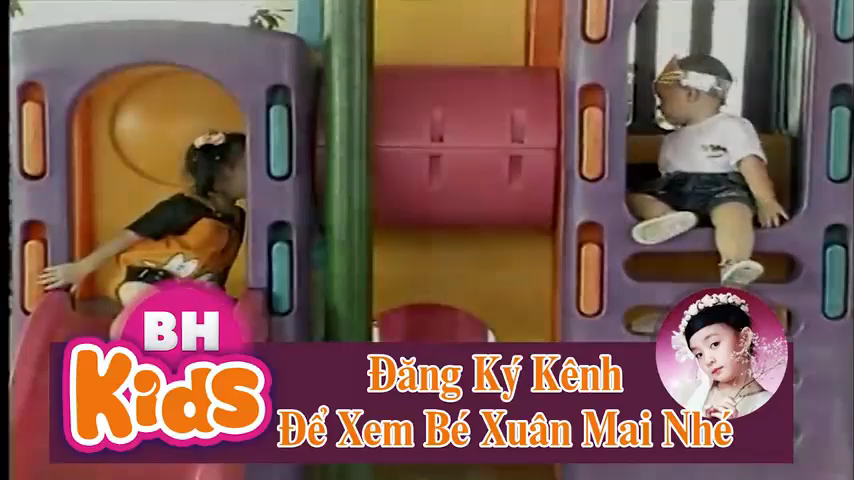 BH
Kids
Đăng Ký Kênh
Để Xem Bé Xuân Mai Nhé